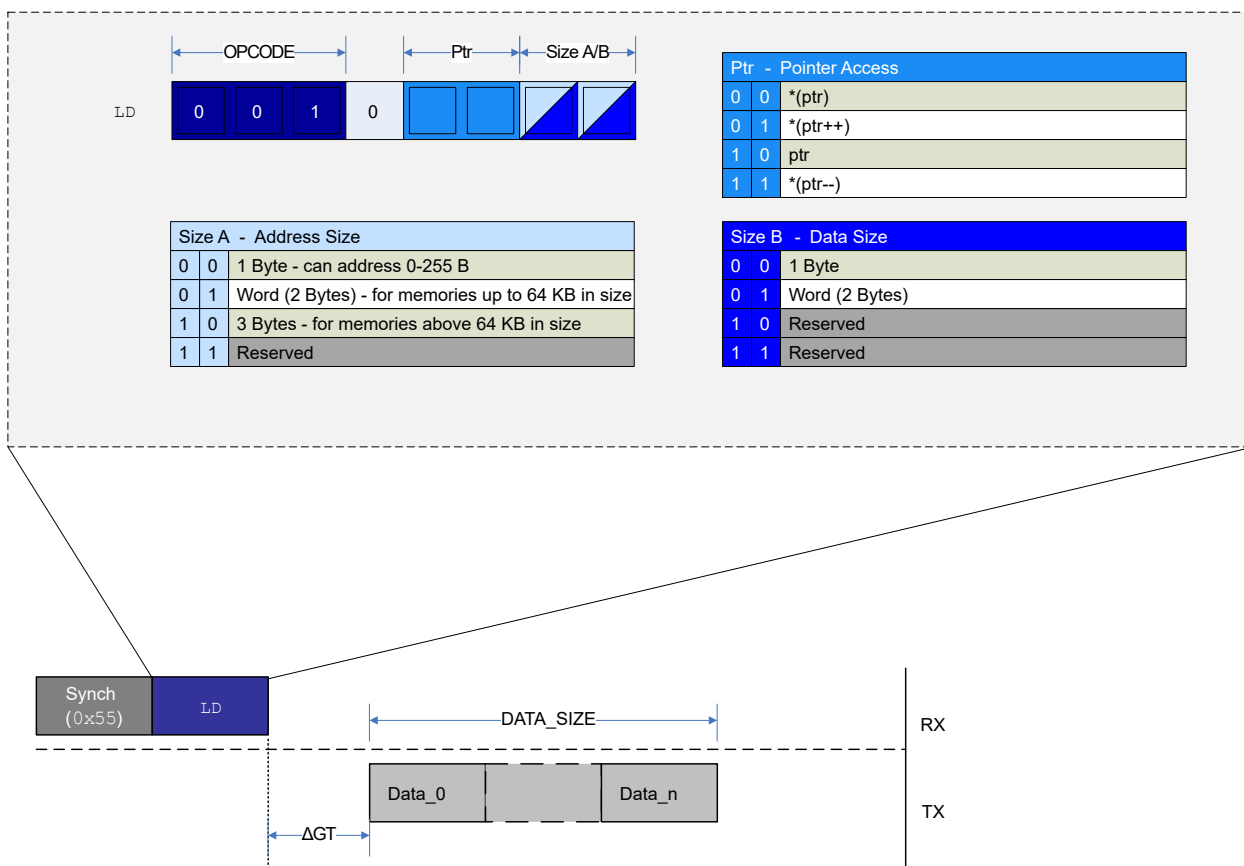 OPCODE Ptr Size A/B
LD 0 0 1 0
Ptr - Pointer Access
0 0 *(ptr)
0 1 *(ptr++)
1 0 ptr
1 1 *(ptr--)
Size A - Address Size
0 0 1 Byte - can address 0-255 B
0 1 Word (2 Bytes) - for memories up to 64 KB in size
1 0 3 Bytes - for memories above 64 KB in size
1 1 Reserved
Size B - Data Size
0 0 1 Byte
0 1 Word (2 Bytes)
1 0 Reserved
1 1 Reserved
Synch
(0x55)
LD
DATA_SIZE
RX
Data_0
Data_n
TX
ΔGT